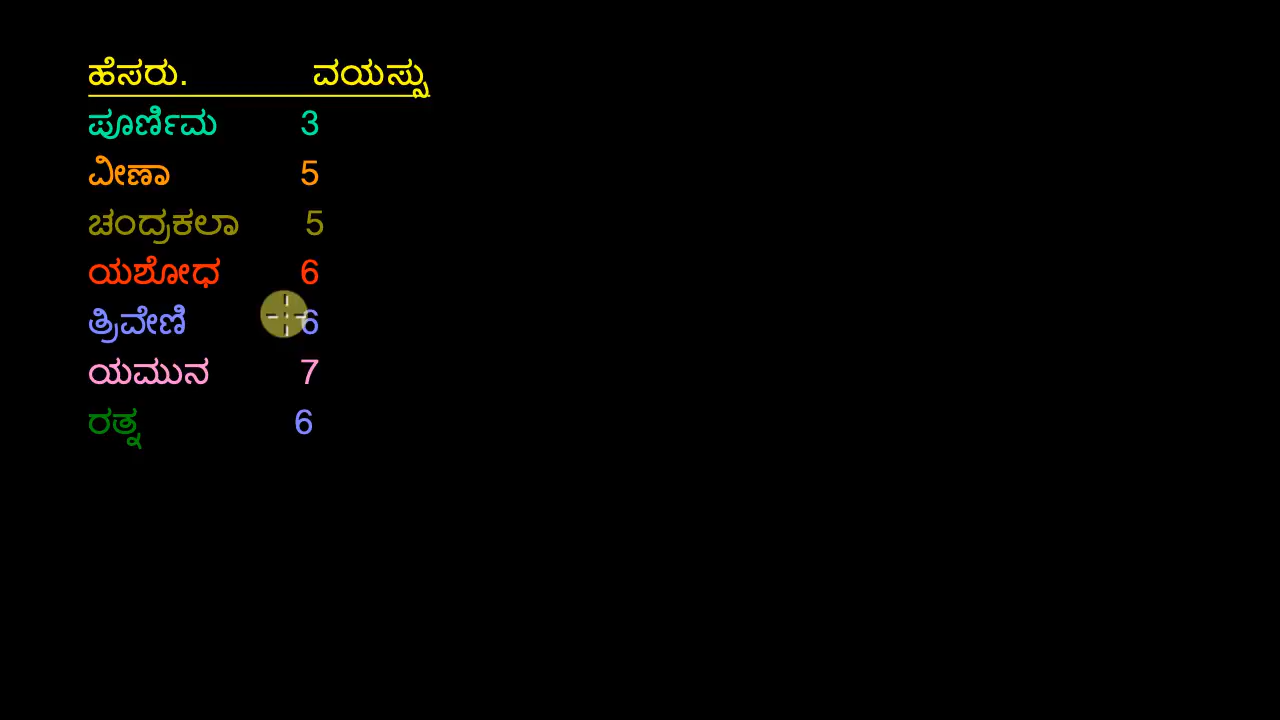 ಹೆಸರು. ವಯಸ್ಸು
ಪೂರ್ಣಿಮ 3
ವೀಣಾ 5
ಚಂದ್ರಕಲಾ 5
ಯಶೋಧ 6
ತ್ರಿವೇಣಿ 6
ಯಮುನ 7
ರತ್ನ 6